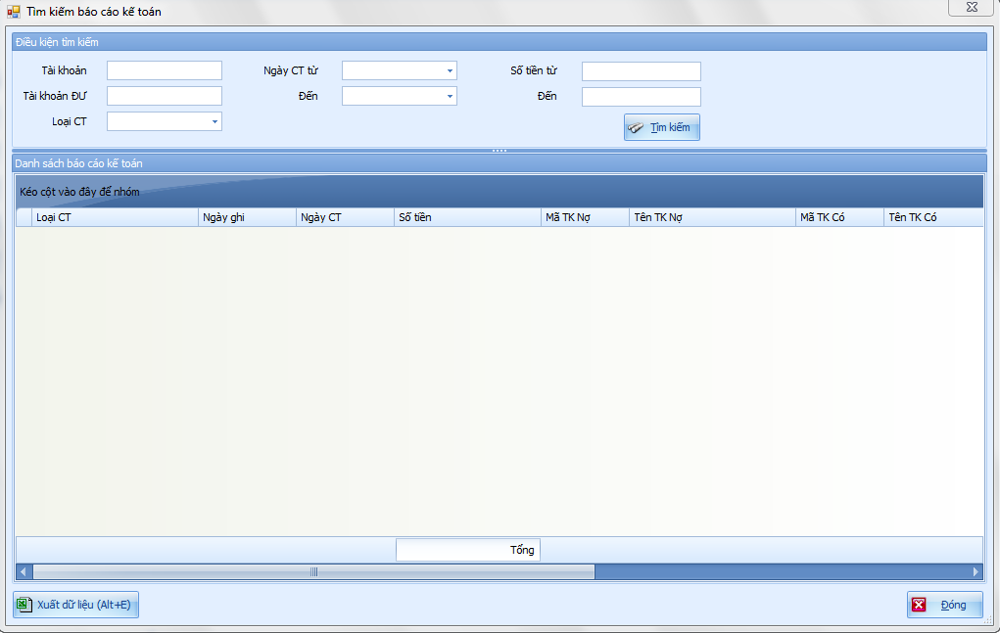 Tìm kiếm báo cáo kế toán
Điều kiện tìm kiếm
Tài khoản Ngày CT từ Số tiền từ
Tài khoản ĐƯ Đến Đến
Loại CT
Tìm kiếm
Danh sách báo cáo kế toán
Kéo cột vào đây để nhóm
Loại CT Ngày ghi Ngày CT Số tiền Mã TK Nợ Tên TK Nợ Mã TK Có Tên TK Có
Tổng
Xuất dữ liệu (Alt+E) Đóng